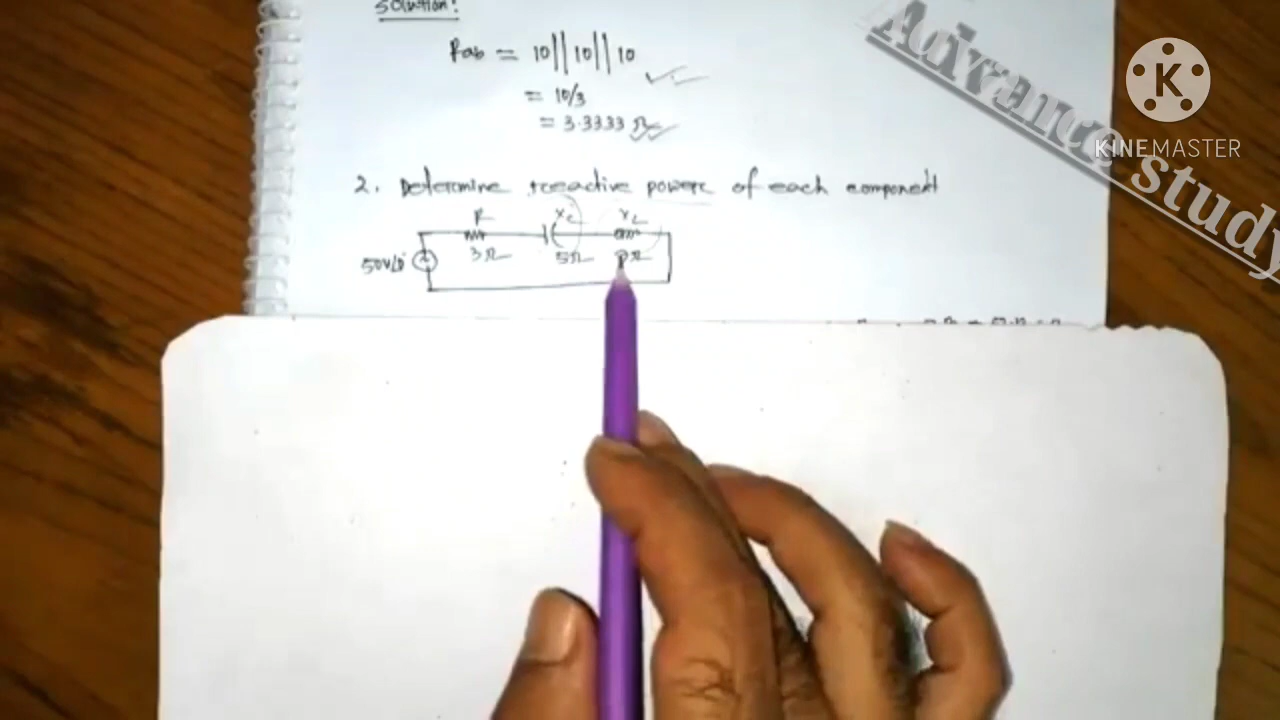 Solution:
Rab = 10||10||10
= 10/3
= 3.3333 Ω
2. Determine reactive power of each component
R Xc XL
50V∠0° 3Ω 5Ω
Advance study
K
KINEMASTER